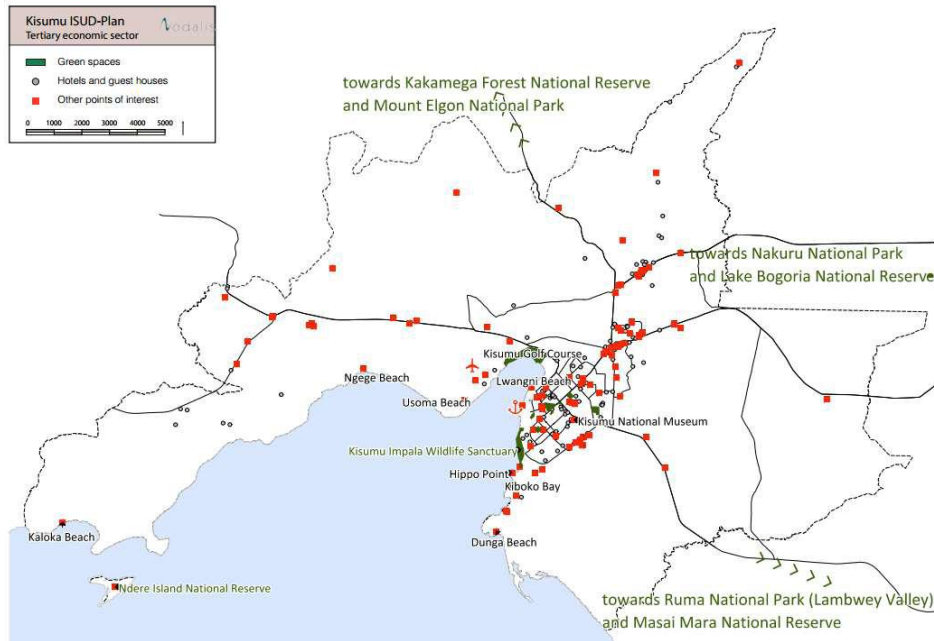 Kisumu ISUD-Plan
Tertiary economic sector
Nodalis
Green spaces
Hotels and guest houses
Other points of interest
0 1000 2000 3000 4000 5000
towards Kakamega Forest National Reserve
and Mount Elgon National Park
towards Nakuru National Park
and Lake Bogoria National Reserve
Kisumu Golf Course
Ngege Beach
Lwangni Beach
Usoma Beach
Kisumu National Museum
Kisumu Impala Wildlife Sanctuary
Hippo Point
Kiboko Bay
Kaloka Beach
Dunga Beach
Ndere Island National Reserve
towards Ruma National Park (Lambwey Valley)
and Masai Mara National Reserve